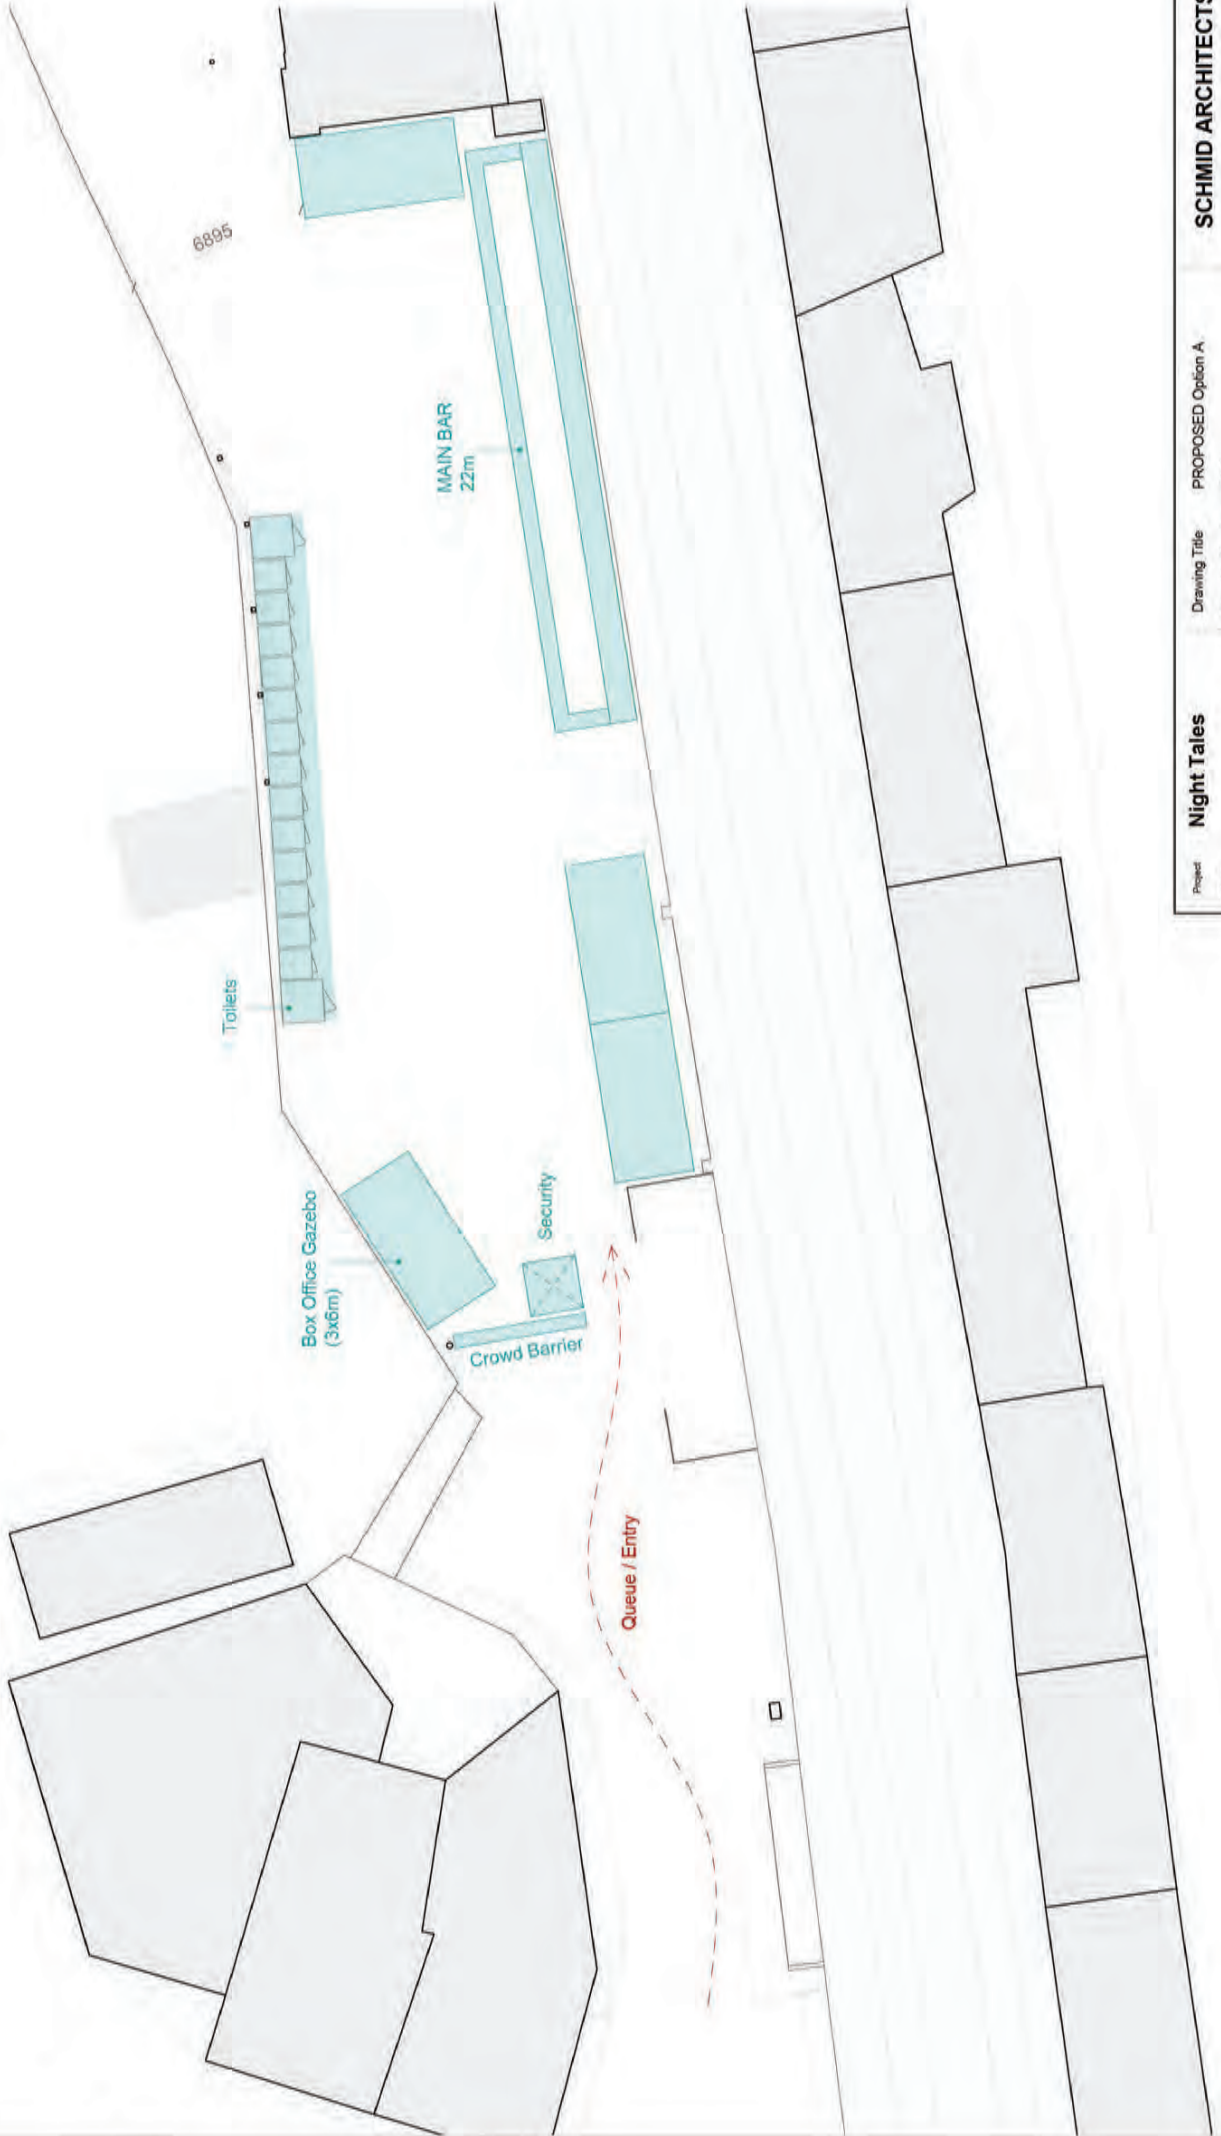 6895
MAIN BAR
22m
Toilets
Box Office Gazebo
(3x6m)
Security
Crowd Barrier
Queue / Entry
Project Night Tales Drawing Title PROPOSED Option A SCHMID ARCHITECTS